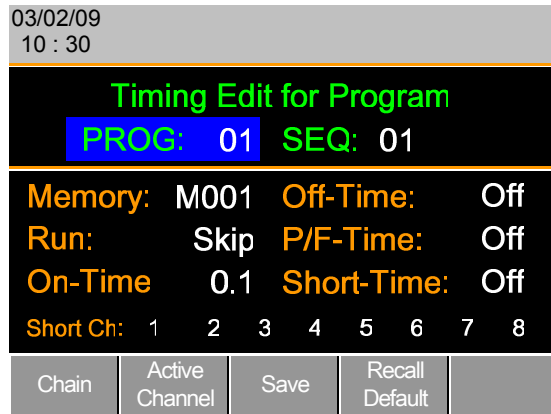 03/02/09
10 : 30
Timing Edit for Program
PROG: 01 SEQ: 01
Memory: M001 Off-Time: Off
Run: Skip P/F-Time: Off
On-Time 0.1 Short-Time: Off
Short Ch: 1 2 3 4 5 6 7 8
Chain Active Channel Save Recall Default